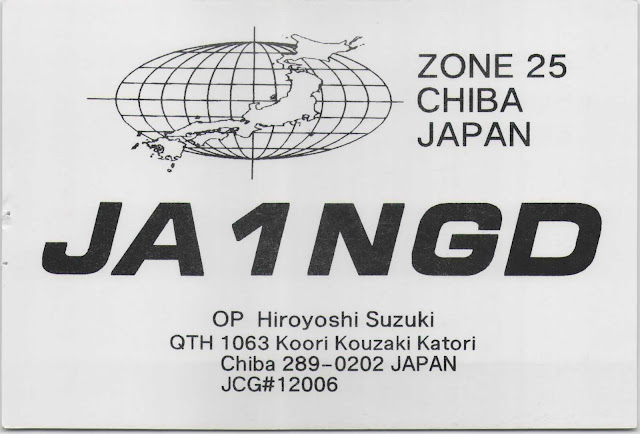 ZONE 25
CHIBA
JAPAN
JA1NGD
OP Hiroyoshi Suzuki
QTH 1063 Koori Kouzaki Katori
Chiba 289-0202 JAPAN
JCG#12006